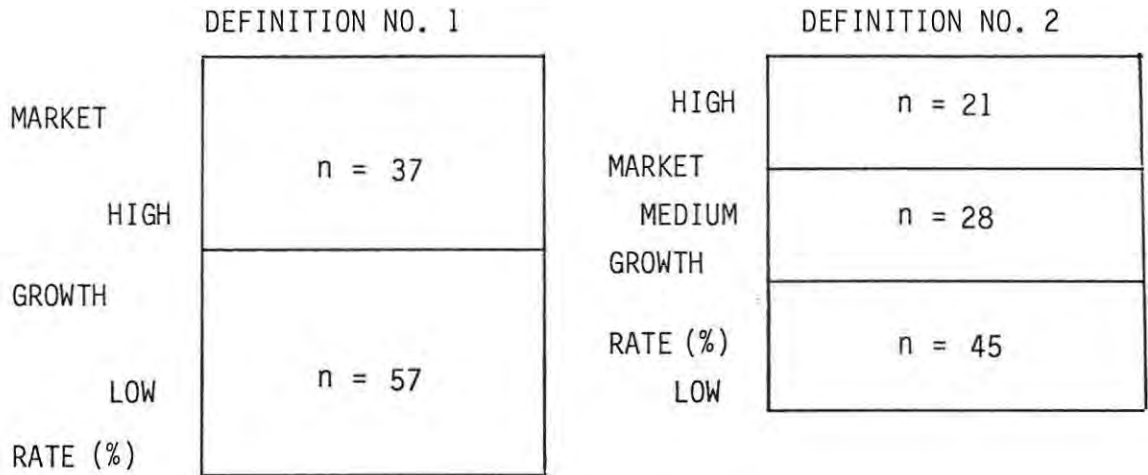 DEFINITION NO. 1
MARKET
n = 37
HIGH
GROWTH
n = 57
LOW
RATE (%)
DEFINITION NO. 2
HIGH
n = 21
MARKET
MEDIUM
n = 28
GROWTH
RATE (%)
n = 45
LOW